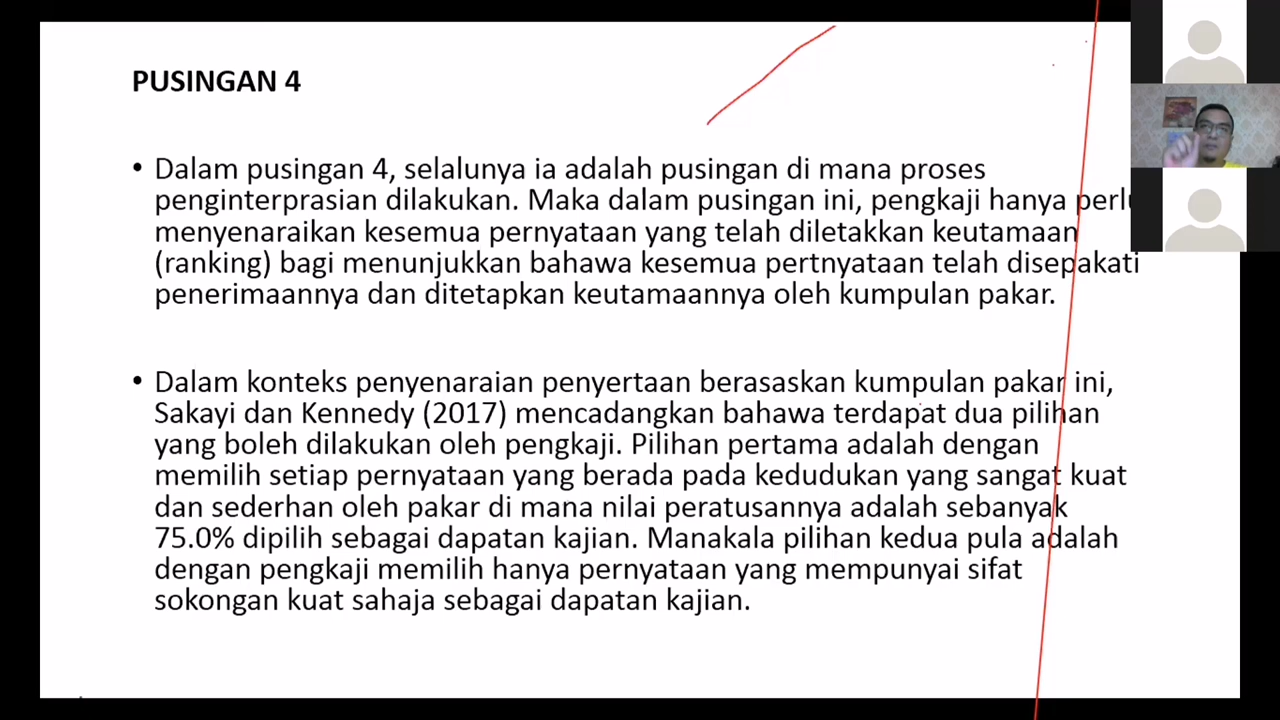 PUSINGAN 4
• Dalam pusingan 4, selalunya ia adalah pusingan di mana proses
penginterprasian dilakukan. Maka dalam pusingan ini, pengkaji hanya perlu
menyenaraikan kesemua pernyataan yang telah diletakkan keutamaan
(ranking) bagi menunjukkan bahawa kesemua pertnyataan telah disepakati
penerimaannya dan ditetapkan keutamaannya oleh kumpulan pakar.
• Dalam konteks penyenaraian penyertaan berasaskan kumpulan pakar ini,
Sakayi dan Kennedy (2017) mencadangkan bahawa terdapat dua pilihan
yang boleh dilakukan oleh pengkaji. Pilihan pertama adalah dengan
memilih setiap pernyataan yang berada pada kedudukan yang sangat kuat
dan sederhan oleh pakar di mana nilai peratusannya adalah sebanyak
75.0% dipilih sebagai dapatan kajian. Manakala pilihan kedua pula adalah
dengan pengkaji memilih hanya pernyataan yang mempunyai sifat
sokongan kuat sahaja sebagai dapatan kajian.